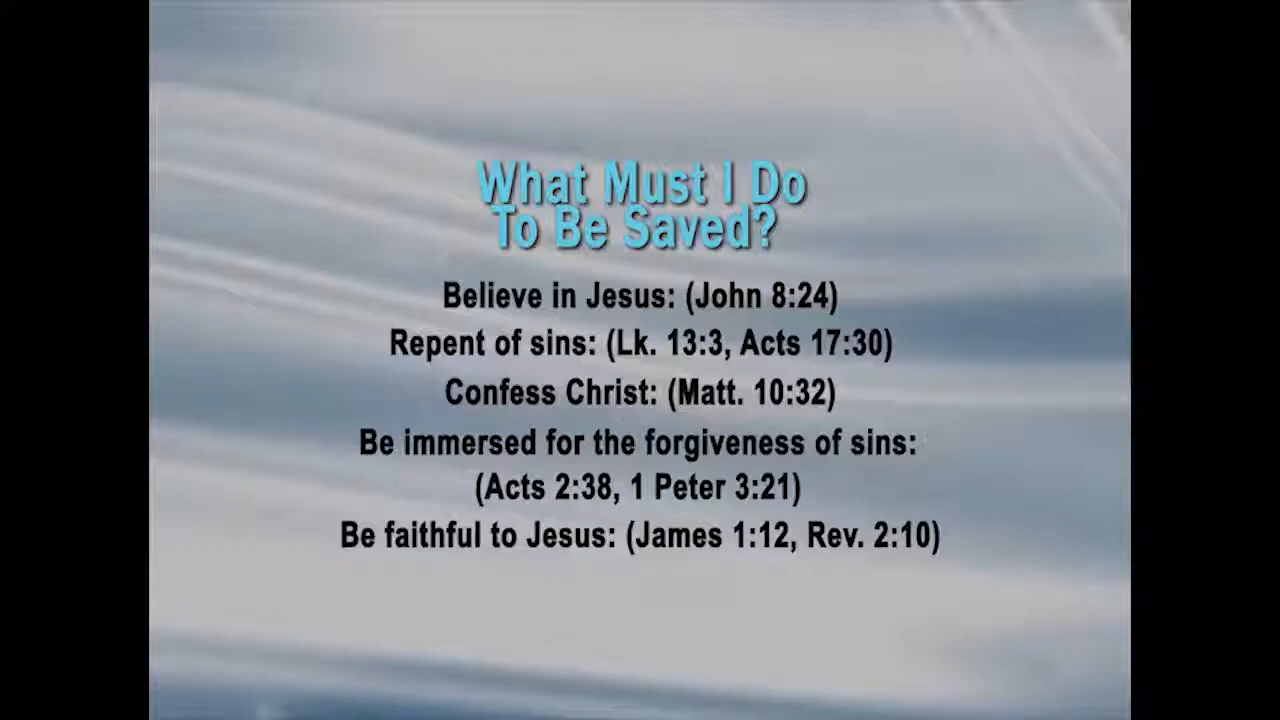 What Must I Do
To Be Saved?
Believe in Jesus: (John 8:24)
Repent of sins: (Lk. 13:3, Acts 17:30)
Confess Christ: (Matt. 10:32)
Be immersed for the forgiveness of sins:
(Acts 2:38, 1 Peter 3:21)
Be faithful to Jesus: (James 1:12, Rev. 2:10)